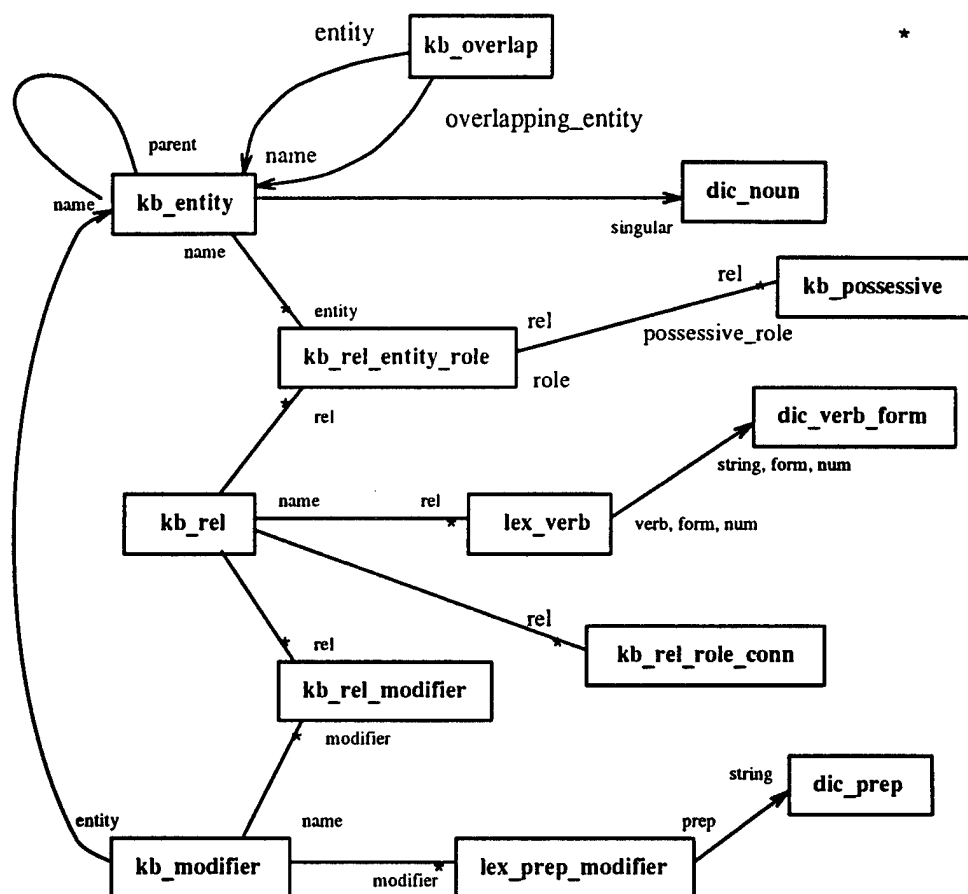 entity
kb_overlap
*
overlapping_entity
parent
name
kb_entity
name
dic_noun
singular
name
*
entity
rel
*
kb_possessive
rel
possessive_role
kb_rel_entity_role
role
*
rel
dic_verb_form
string, form, num
name
rel
kb_rel
*
lex_verb
verb, form, num
rel
*
kb_rel_role_conn
*
rel
kb_rel_modifier
*
modifier
string
dic_prep
entity
name
prep
kb_modifier
*
modifier
lex_prep_modifier